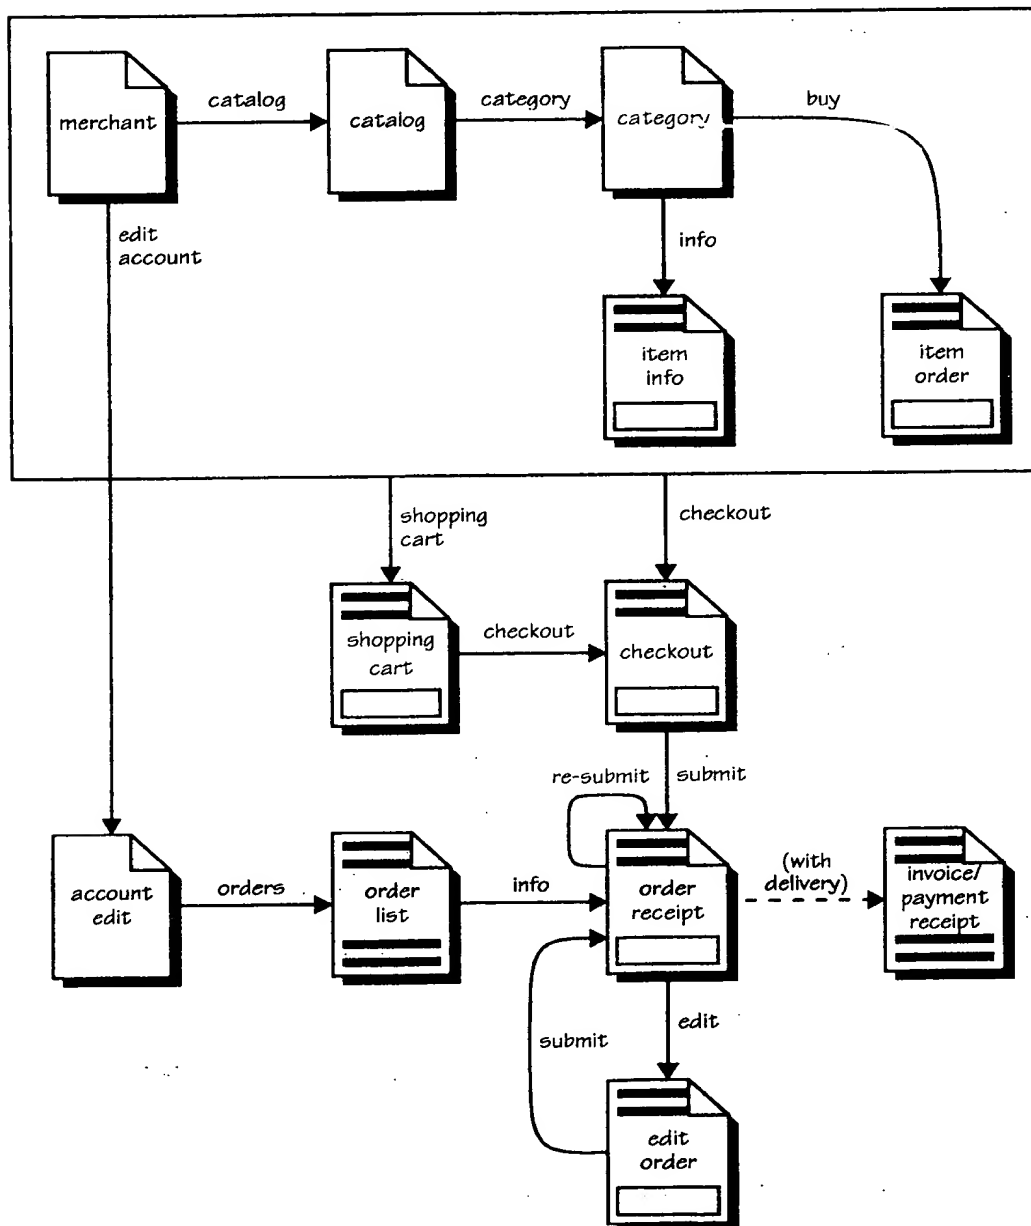 catalog
category
buy
merchant
catalog
category
edit
account
info
item
info
item
order
shopping
cart
checkout
shopping
cart
checkout
checkout
re-submit
submit
account
edit
orders
order
list
info
order
receipt
(with
delivery)
invoice/
payment
receipt
submit
edit
edit
order